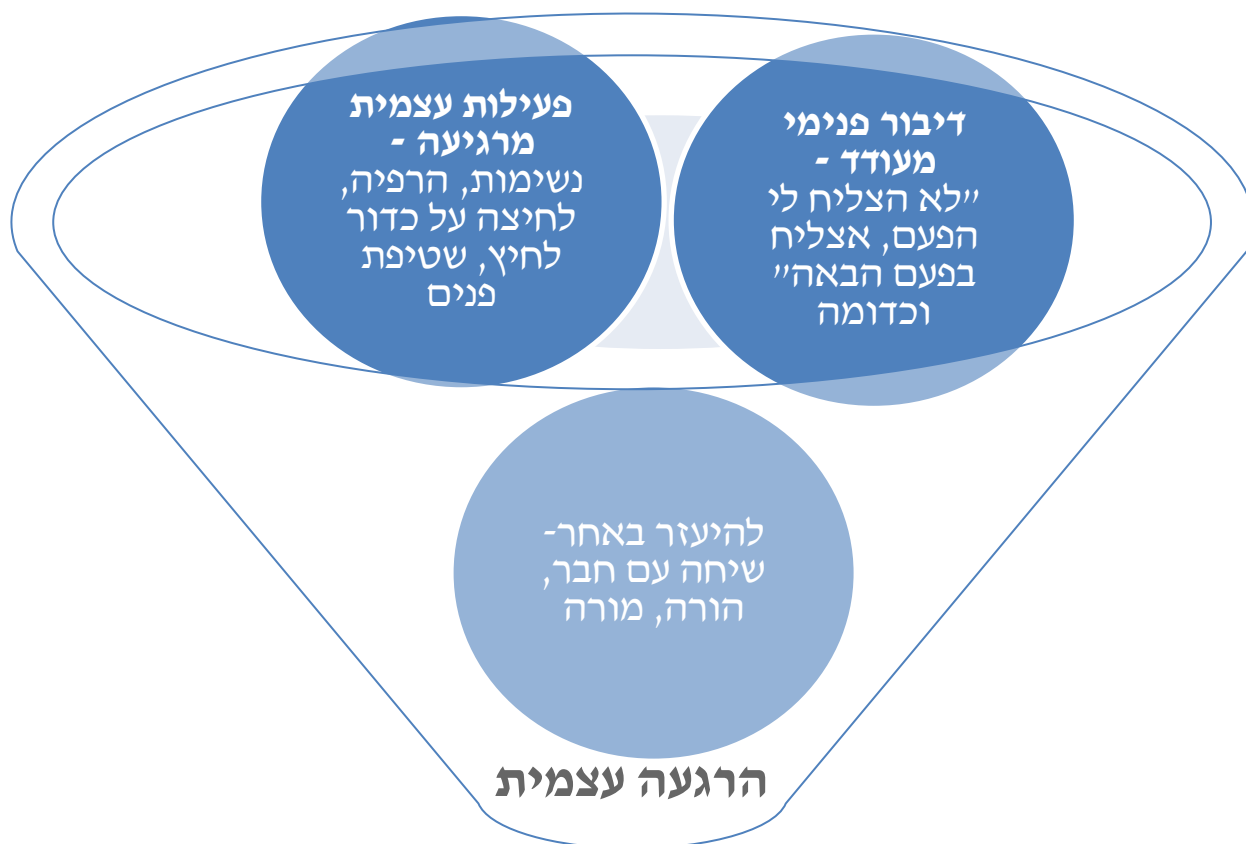 דיבור פנימי
מעודד -
"לא הצליח לי
הפעם, אצליח
בפעם הבאה"
וכדומה
פעילות עצמית
מרגיעה -
נשימות, הרפיה,
לחיצה על כדור
לחיץ, שטיפת
פנים
להיעזר באחר-
שיחה עם חבר,
הורה, מורה
הרגעה עצמית